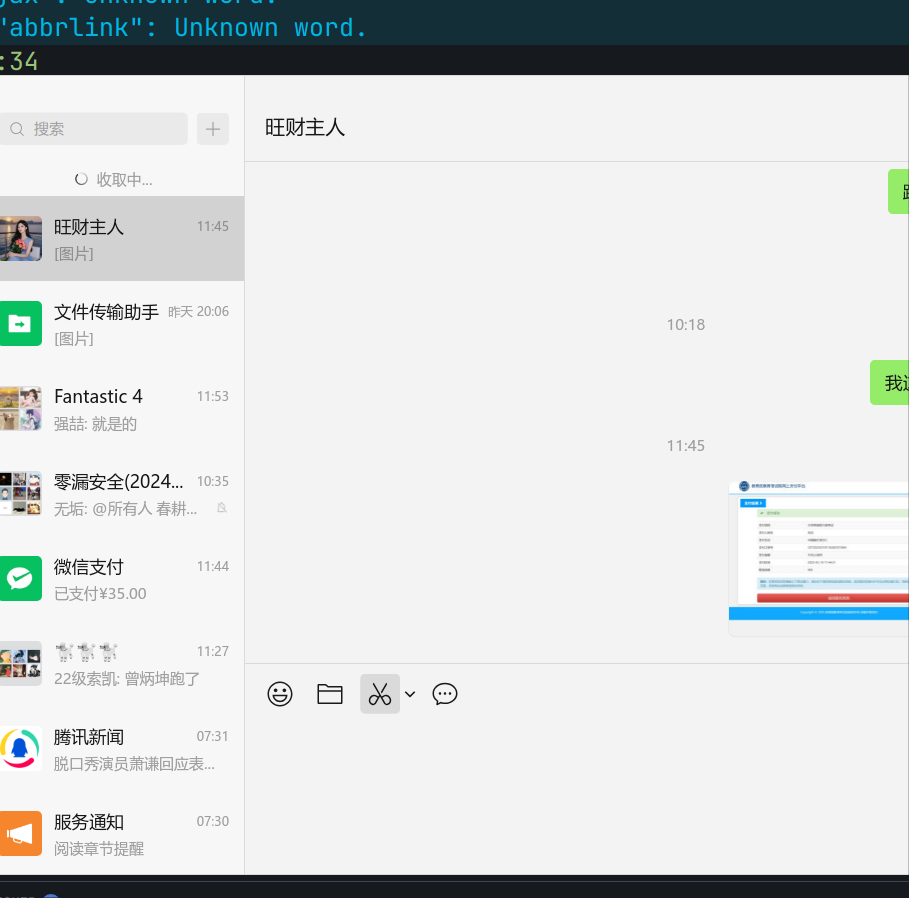 jax": Unknown word.
"abbrlink": Unknown word.
:34
搜索
收取中...
旺财主人 11:45
[图片]
文件传输助手 昨天 20:06
[图片]
Fantastic 4 11:53
强喆: 就是的
零漏安全(2024... 10:35
无垢: @所有人 春耕...
微信支付 11:44
已支付¥35.00
11:27
22级索凯: 曾炳坤跑了
腾讯新闻 07:31
脱口秀演员萧谦回应表...
服务通知 07:30
阅读章节提醒
旺财主人
10:18
我
11:45